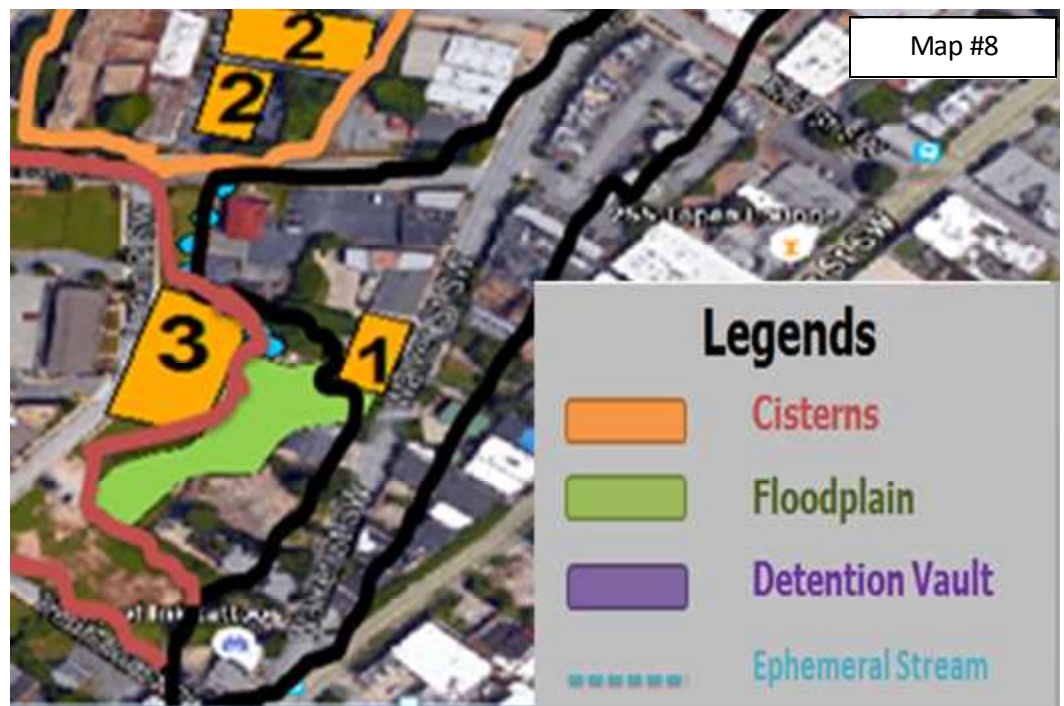 Map #8
2
2
3
1
Legends
Cisterns
Floodplain
Detention Vault
Ephemeral Stream